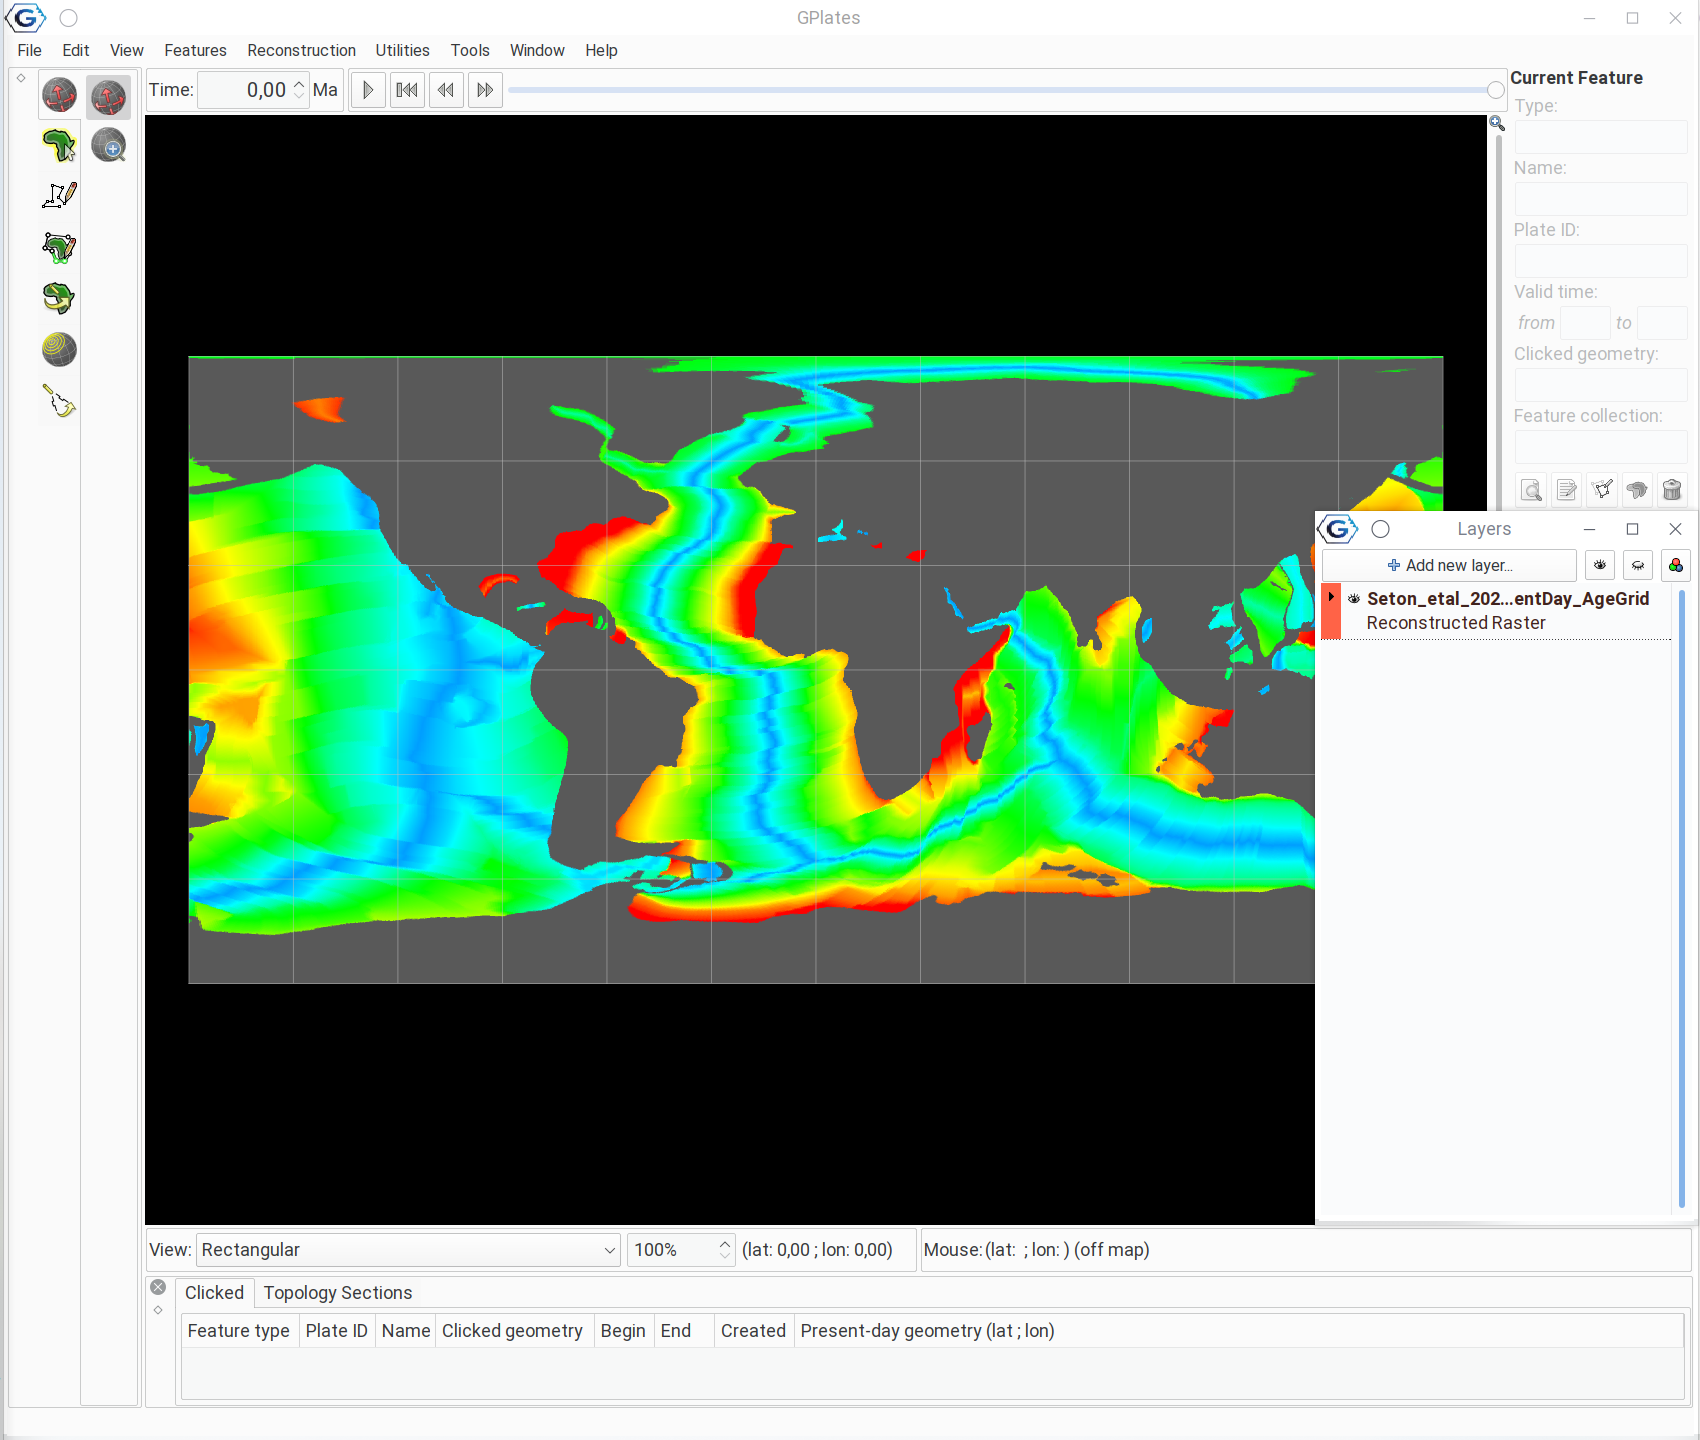 GPlates
File Edit View Features Reconstruction Utilities Tools Window Help
Time: 0,00 Ma
Current Feature
Type:
Name:
Plate ID:
Valid time:
from to
Clicked geometry:
Feature collection:
Layers
Add new layer...
Seton_etal_202...entDay_AgeGrid
Reconstructed Raster
View: Rectangular 100% (lat: 0,00 ; lon: 0,00) Mouse: (lat: ; lon: ) (off map)
Clicked Topology Sections
Feature type Plate ID Name Clicked geometry Begin End Created Present-day geometry (lat ; lon)